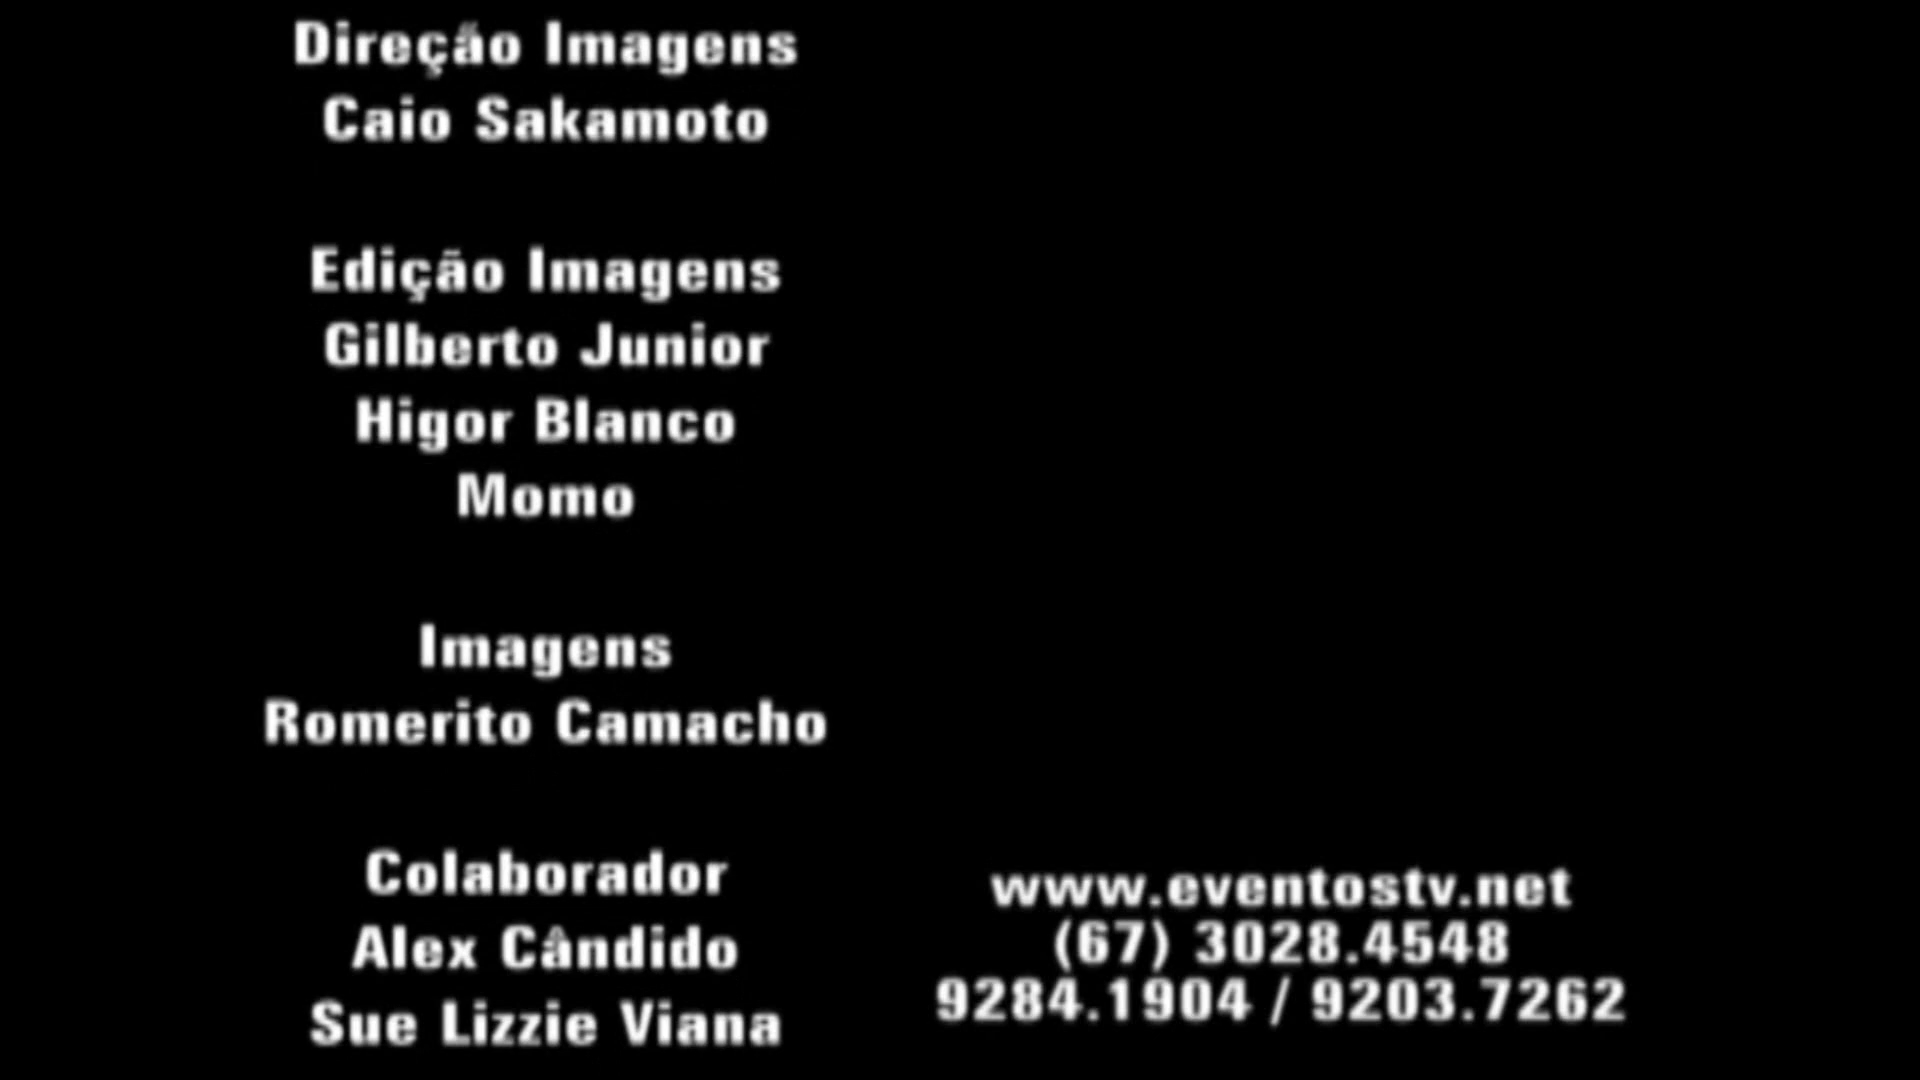 Direção Imagens
Caio Sakamoto
Edição Imagens
Gilberto Junior
Higor Blanco
Momo
Imagens
Romerito Camacho
Colaborador
Alex Cândido
Sue Lizzie Viana
www.eventostv.net
(67) 3028.4548
9284.1904 / 9203.7262